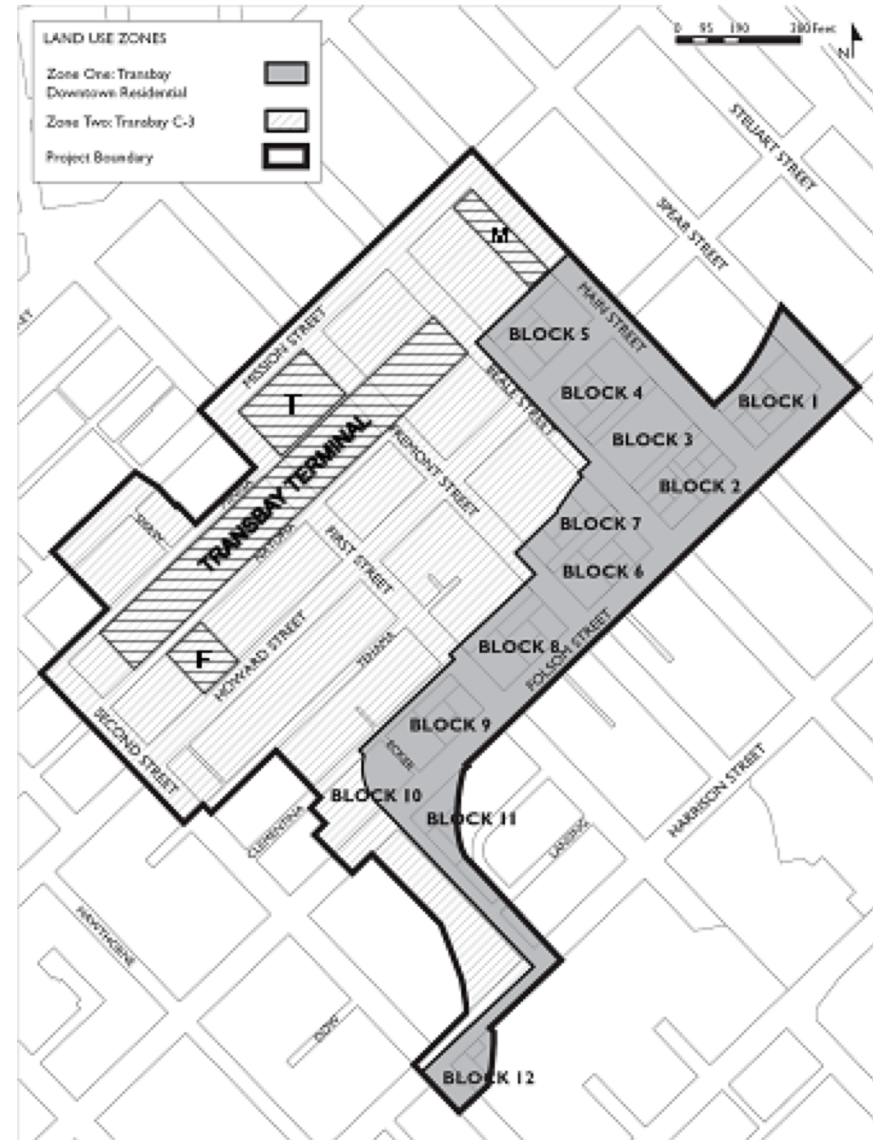 LAND USE ZONES
Zone One: Transbay
Downtown Residential
Zone Two: Transbay C-3
Project Boundary
0 95 190 380 Feet
N
STEUART STREET
SPEAR STREET
MAIN STREET
M
BLOCK 5
MISSION STREET
BEALE STREET
BLOCK 4
BLOCK 1
T
BLOCK 3
FREMONT STREET
BLOCK 2
TRANSBAY TERMINAL
BLOCK 7
NATOMA
FIRST STREET
BLOCK 6
HOWARD STREET
TEHAMA
BLOCK 8
FOLSOM STREET
F
BLOCK 9
SECOND STREET
ECKER
BLOCK 10
BLOCK 11
CLEMENTINA
LANSING
HARRISON STREET
HAWTHORNE
DOW
BLOCK 12